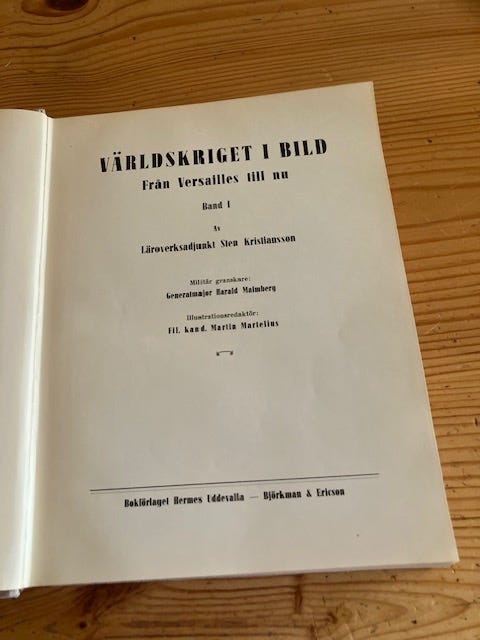 VÄRLDSKRIGET I BILD
Från Versailles till nu
Band I
Av
Läroverksadjunkt Sten Kristiansson
Militär granskare:
Generalmajor Harald Malmberg
Illustrationsredaktör:
Fil. kand. Martin Martelius
Bokförlaget Hermes Uddevalla — Björkman & Ericson